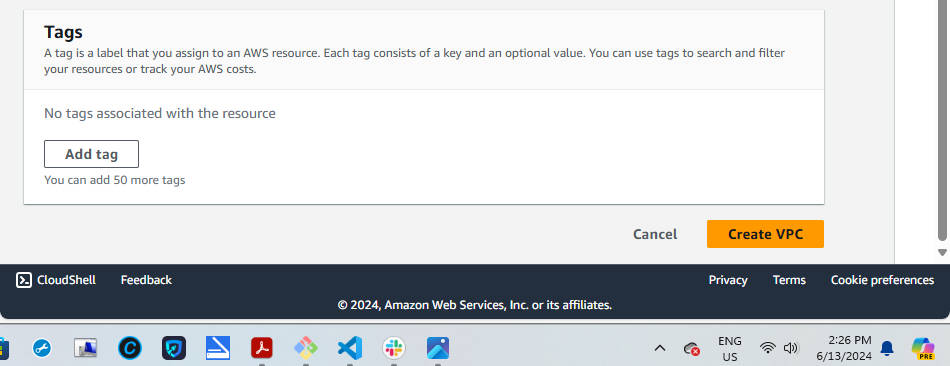 Tags
A tag is a label that you assign to an AWS resource. Each tag consists of a key and an optional value. You can use tags to search and filter
your resources or track your AWS costs.
No tags associated with the resource
Add tag
You can add 50 more tags
Cancel
Create VPC
CloudShell
Feedback
Privacy
Terms
Cookie preferences
© 2024, Amazon Web Services, Inc. or its affiliates.
ENG
US
2:26 PM
6/13/2024
PRE